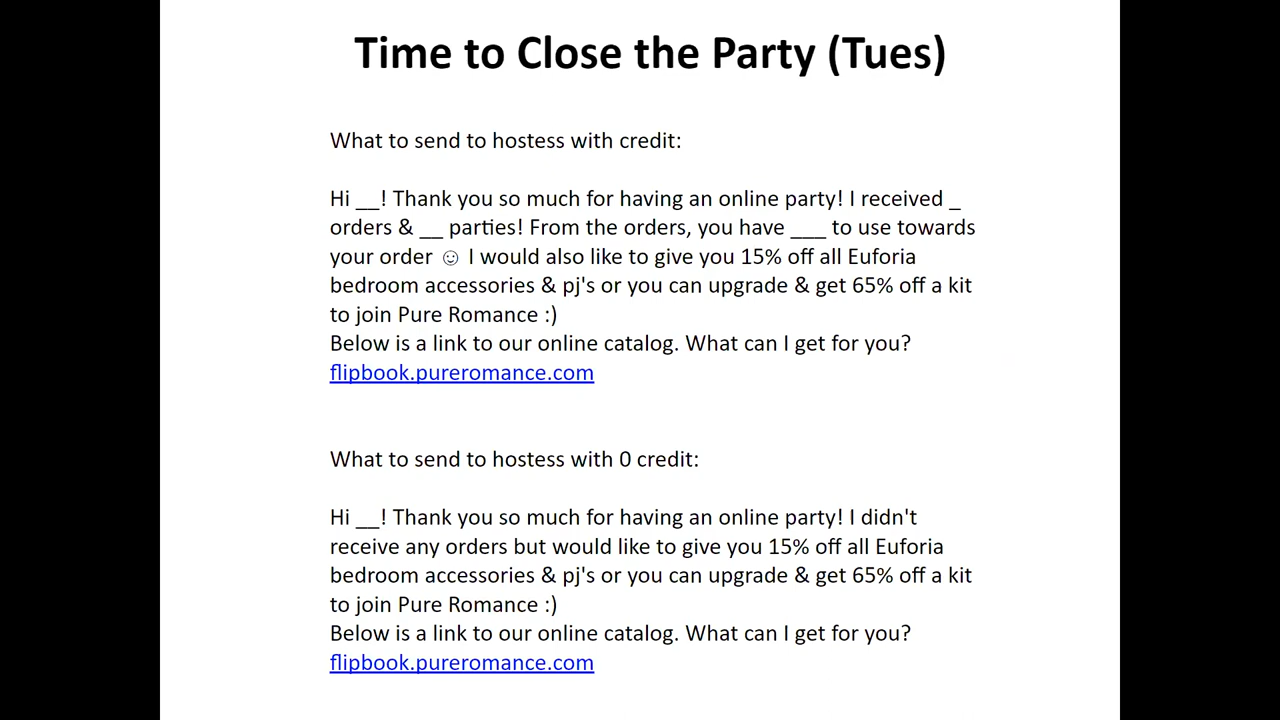 Time to Close the Party (Tues)
What to send to hostess with credit:
Hi __! Thank you so much for having an online party! I received _
orders & __ parties! From the orders, you have ___ to use towards
your order ☺ I would also like to give you 15% off all Euforia
bedroom accessories & pj's or you can upgrade & get 65% off a kit
to join Pure Romance :)
Below is a link to our online catalog. What can I get for you?
flipbook.pureromance.com
What to send to hostess with 0 credit:
Hi __! Thank you so much for having an online party! I didn't
receive any orders but would like to give you 15% off all Euforia
bedroom accessories & pj's or you can upgrade & get 65% off a kit
to join Pure Romance :)
Below is a link to our online catalog. What can I get for you?
flipbook.pureromance.com